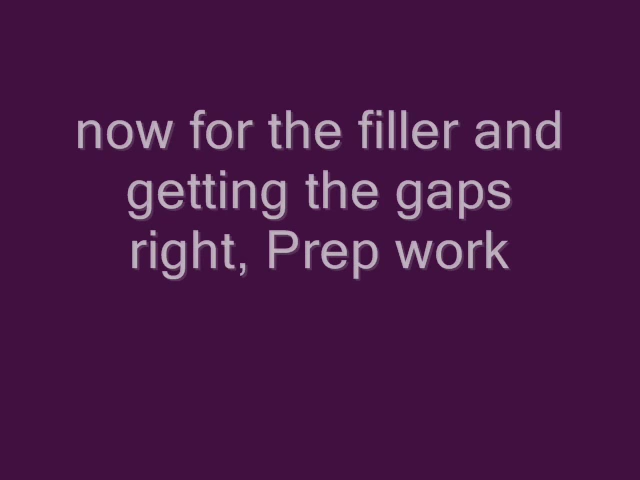 now for the filler and
getting the gaps
right, Prep work